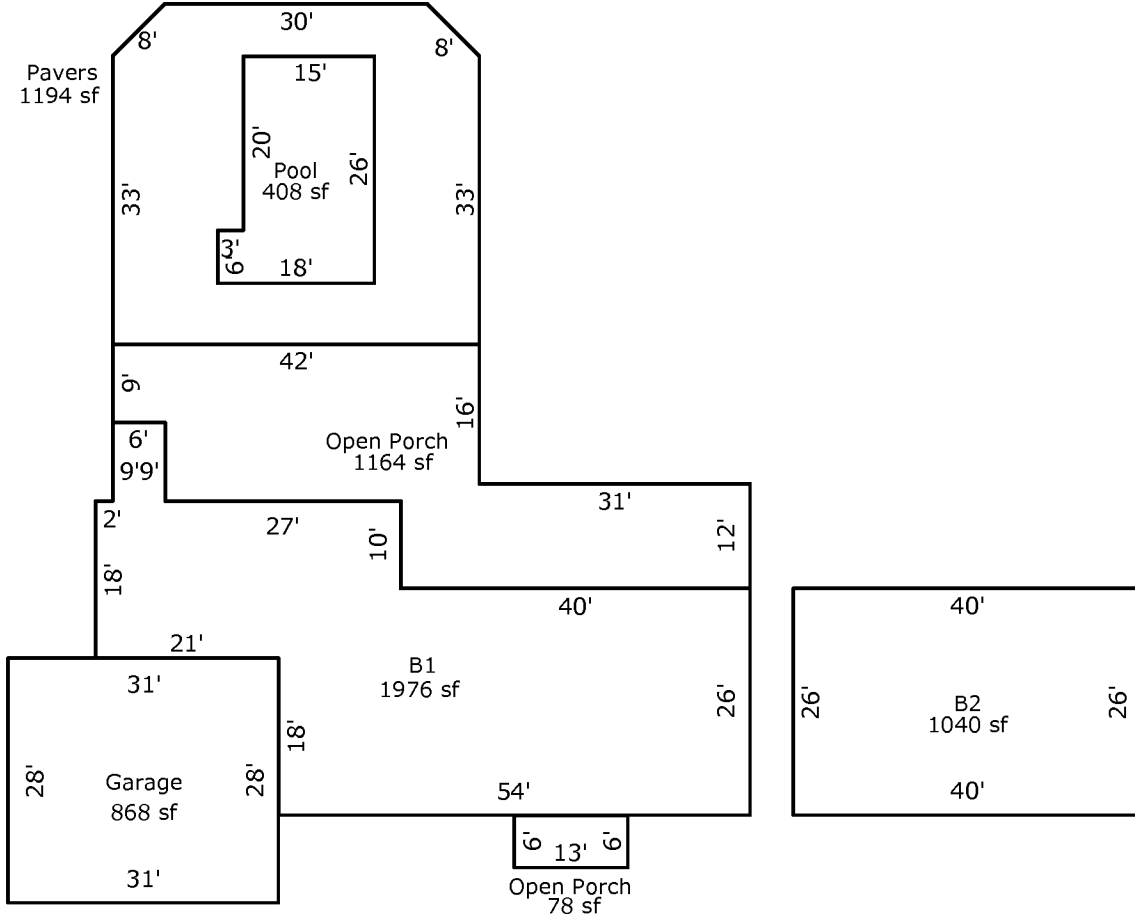 30'
8'
8'
Pavers
1194 sf
15'
20'
26'
Pool
408 sf
33'
33'
3'
6'
18'
42'
9'
16'
6'
Open Porch
1164 sf
9'9'
31'
2'
27'
10'
12'
18'
40'
40'
21'
B1
1976 sf
31'
26'
26'
B2
1040 sf
26'
18'
28'
Garage
868 sf
28'
54'
40'
6'
13'
6'
31'
Open Porch
78 sf